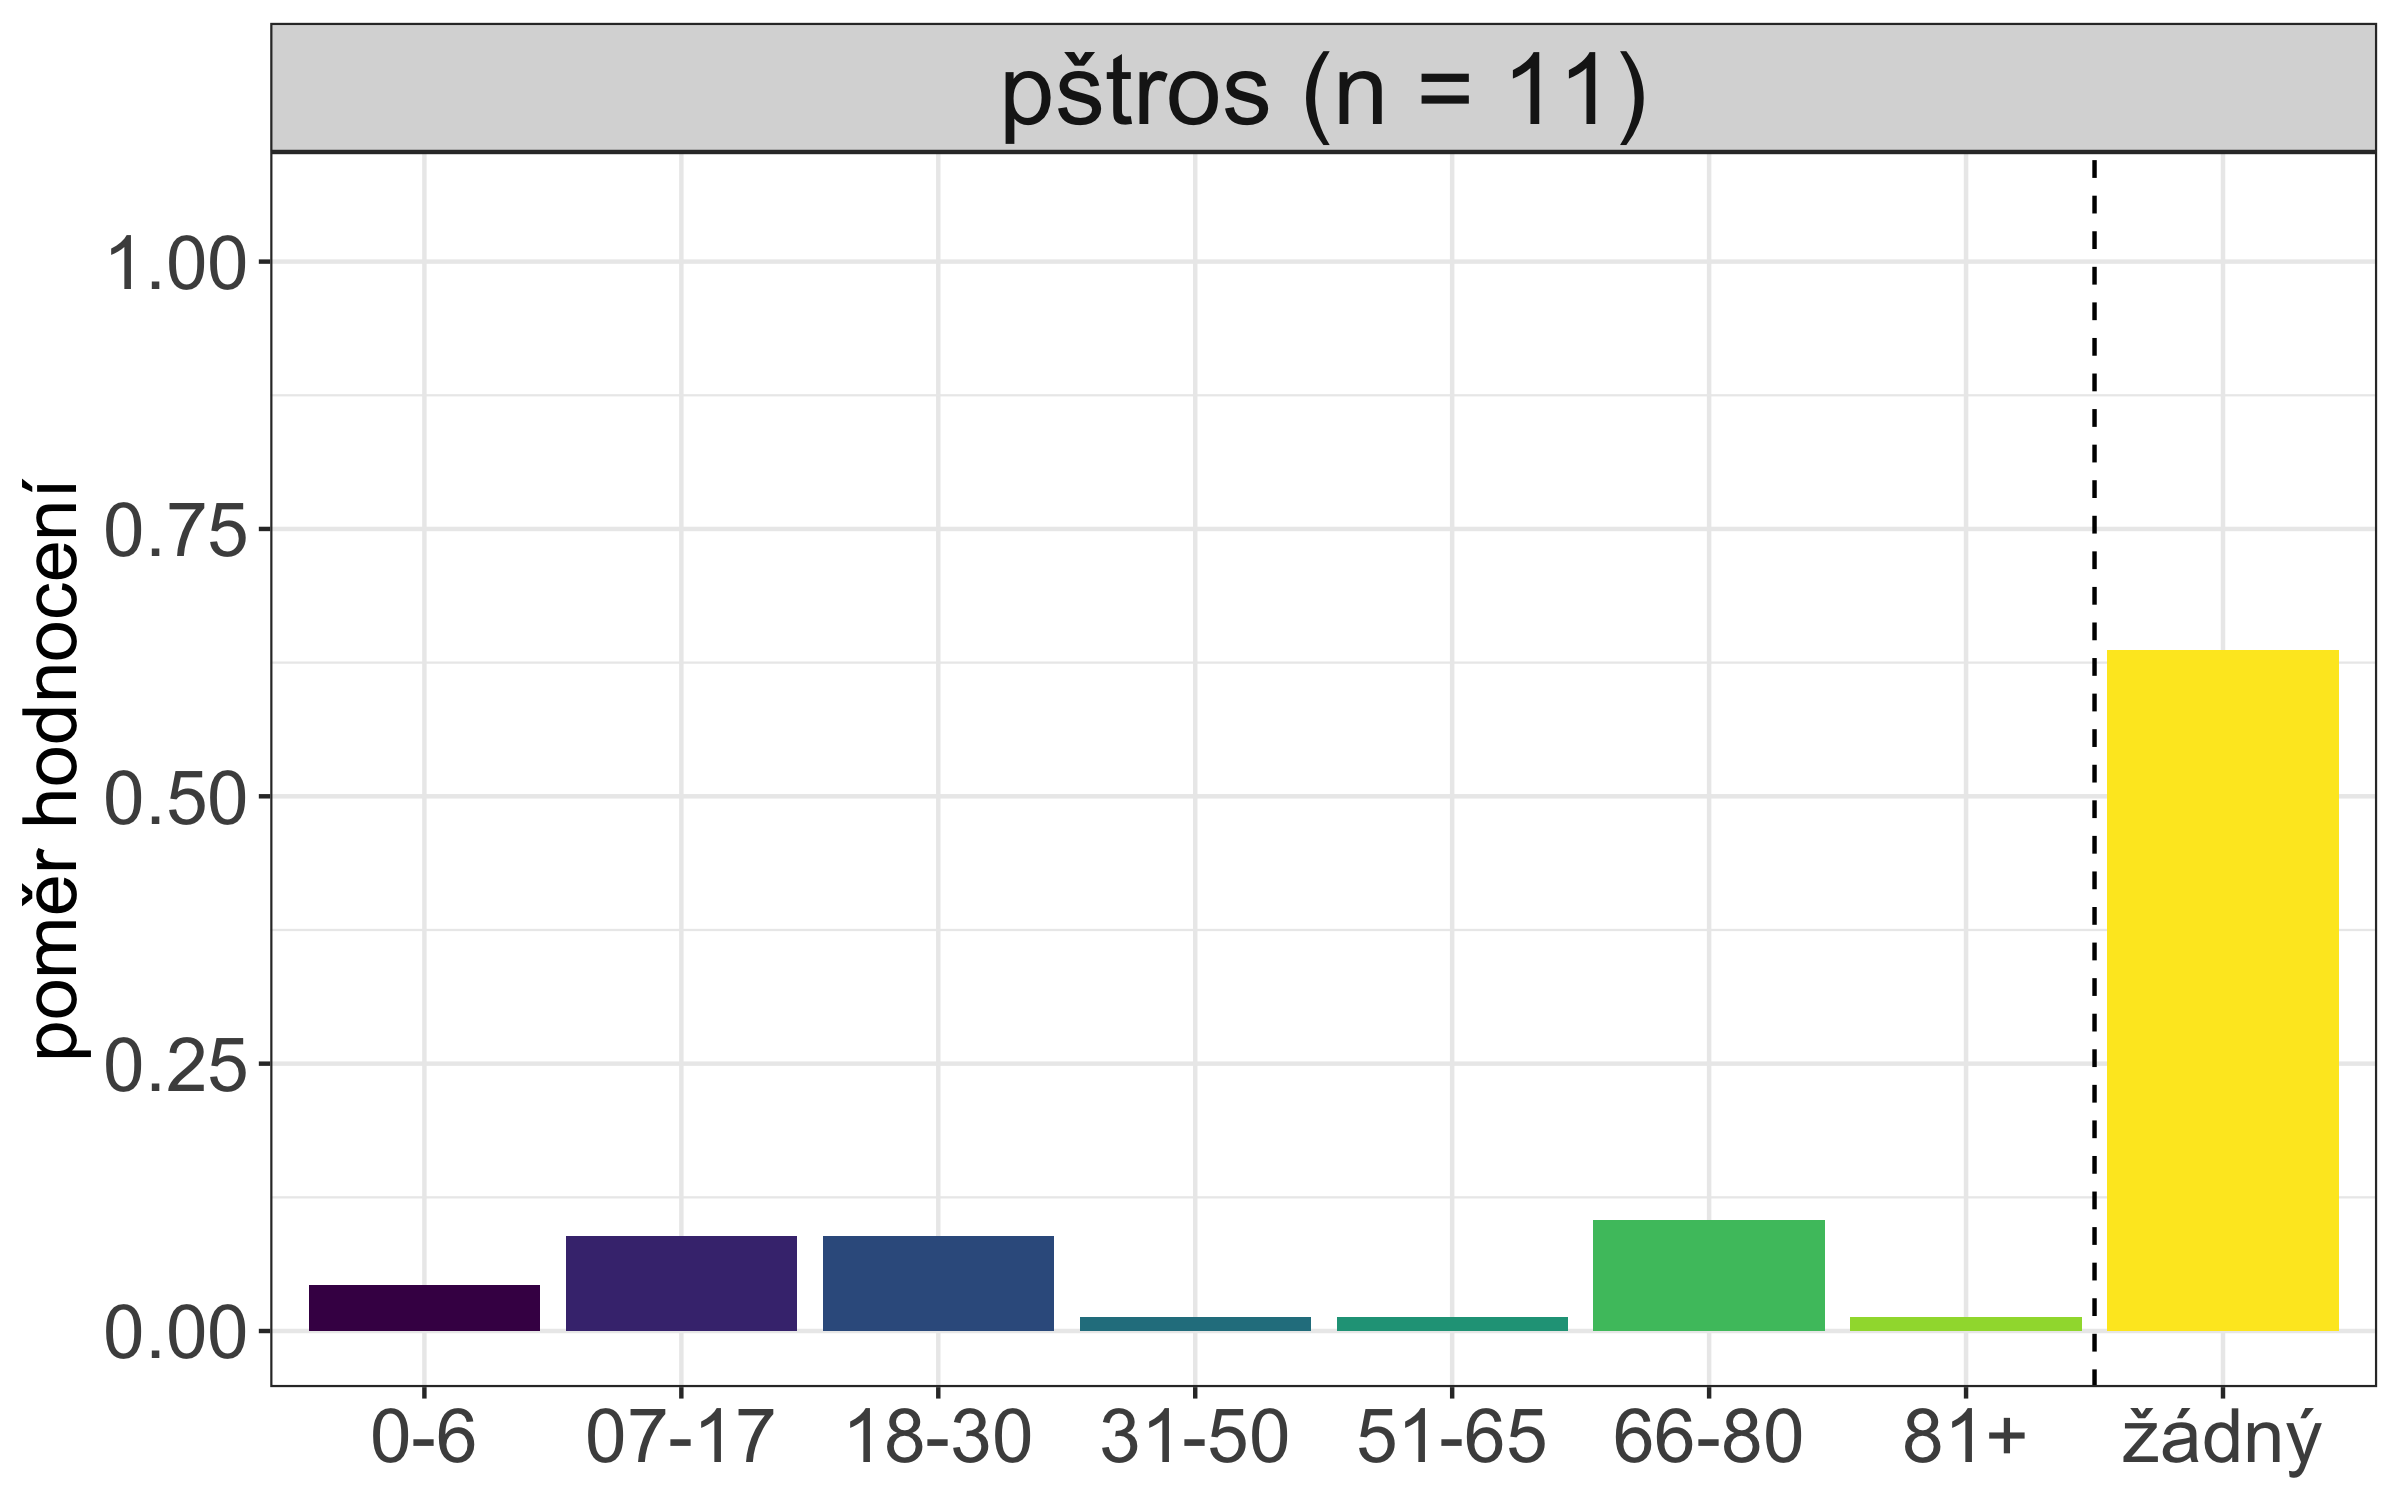 pštros (n = 11)
poměr hodnocení
1.00
0.75
0.50
0.25
0.00
0-6 07-17 18-30 31-50 51-65 66-80 81+ žádný